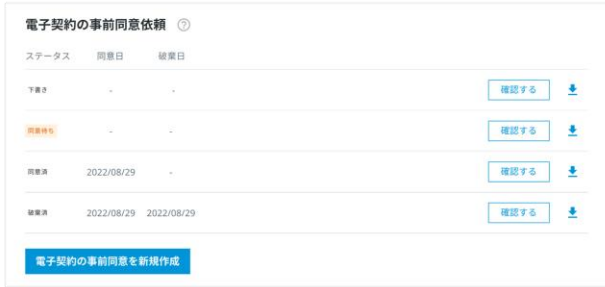 電子契約の事前同意依頼 ?
ステータス 同意日 破棄日
下書き - - 確認する
同意待ち - - 確認する
同意済 2022/08/29 - 確認する
破棄済 2022/08/29 2022/08/29 確認する
電子契約の事前同意を新規作成